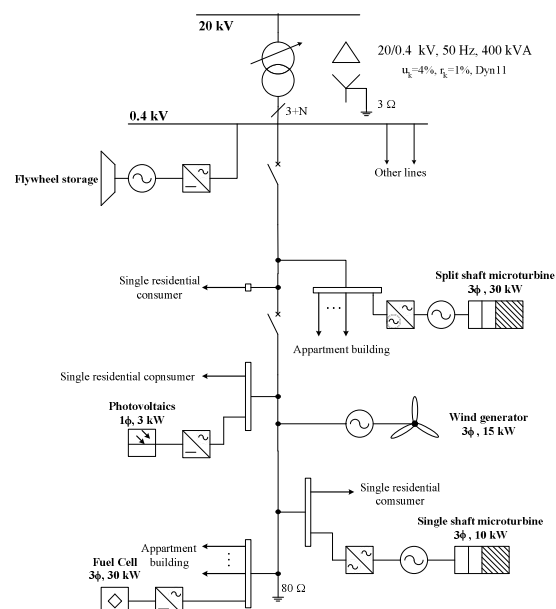 20 kV
20/0.4 kV, 50 Hz, 400 kVA
uk=4%, rk=1%, Dyn11
3 Ω
3+N
0.4 kV
Flywheel storage
Other lines
Single residential
consumer
Split shaft microturbine
3ϕ , 30 kW
Appartment building
Single residential copnsumer
Photovoltaics
1ϕ, 3 kW
Wind generator
3ϕ , 15 kW
Single residential
comsumer
Single shaft microturbine
3ϕ , 10 kW
Appartment
building
Fuel Cell
3ϕ, 30 kW
80 Ω